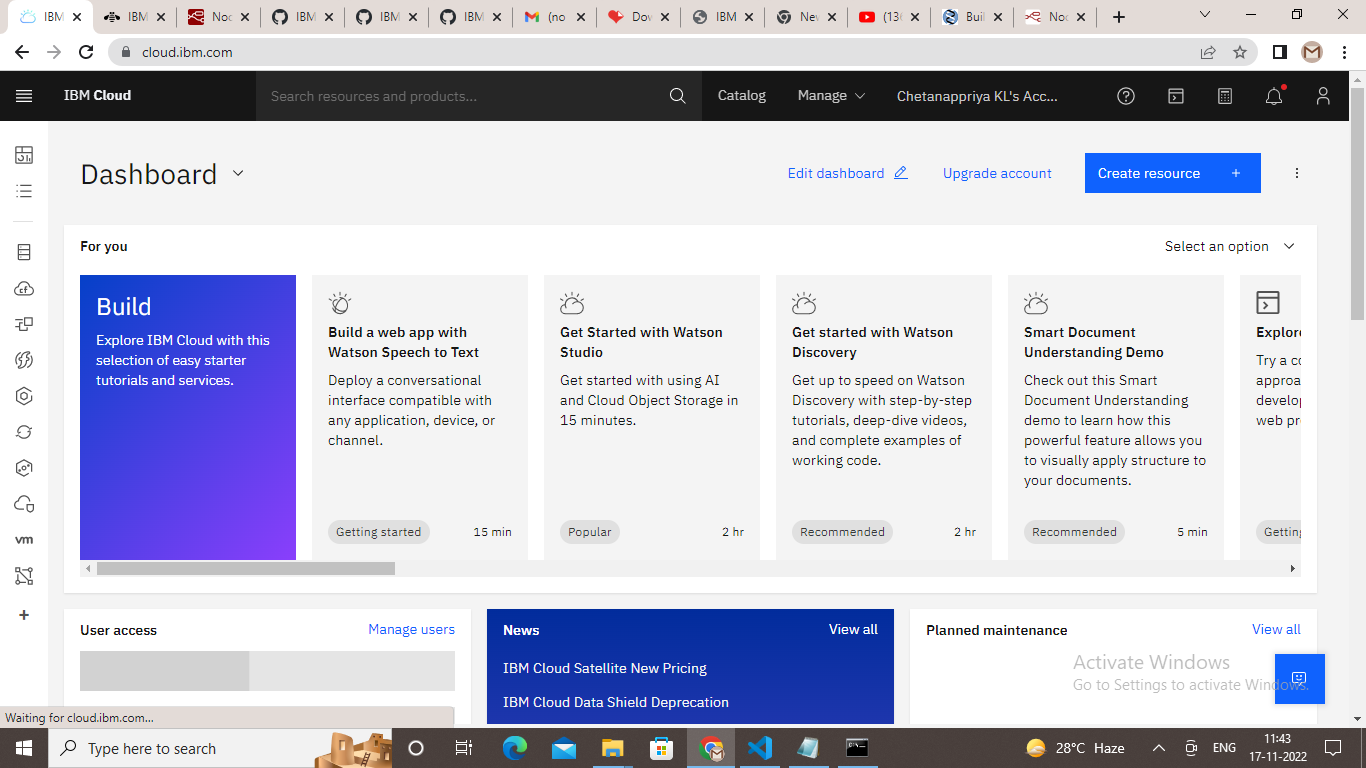 IBM
IBM
Noc
IBM
IBM
IBM
(no
Dow
IBM
Nev
(13
Buil
Noc
cloud.ibm.com
IBM Cloud
Search resources and products...
Catalog
Manage
Chetanappriya KL's Acc...
Dashboard
Edit dashboard
Upgrade account
Create resource +
For you
Select an option
Build
Explore IBM Cloud with this
selection of easy starter
tutorials and services.
Build a web app with
Watson Speech to Text
Deploy a conversational
interface compatible with
any application, device, or
channel.
Getting started
15 min
Get Started with Watson
Studio
Get started with using AI
and Cloud Object Storage in
15 minutes.
Popular
2 hr
Get started with Watson
Discovery
Get up to speed on Watson
Discovery with step-by-step
tutorials, deep-dive videos,
and complete examples of
working code.
Recommended
2 hr
Smart Document
Understanding Demo
Check out this Smart
Document Understanding
demo to learn how this
powerful feature allows you
to visually apply structure to
your documents.
Recommended
5 min
Explore
Try a co
approa
develop
web pr
Getting
cf
vm
User access
Manage users
News
View all
IBM Cloud Satellite New Pricing
IBM Cloud Data Shield Deprecation
Planned maintenance
View all
Activate Windows
Go to Settings to activate Windows.
Waiting for cloud.ibm.com...
Type here to search
28°C Haze
ENG
11:43
17-11-2022